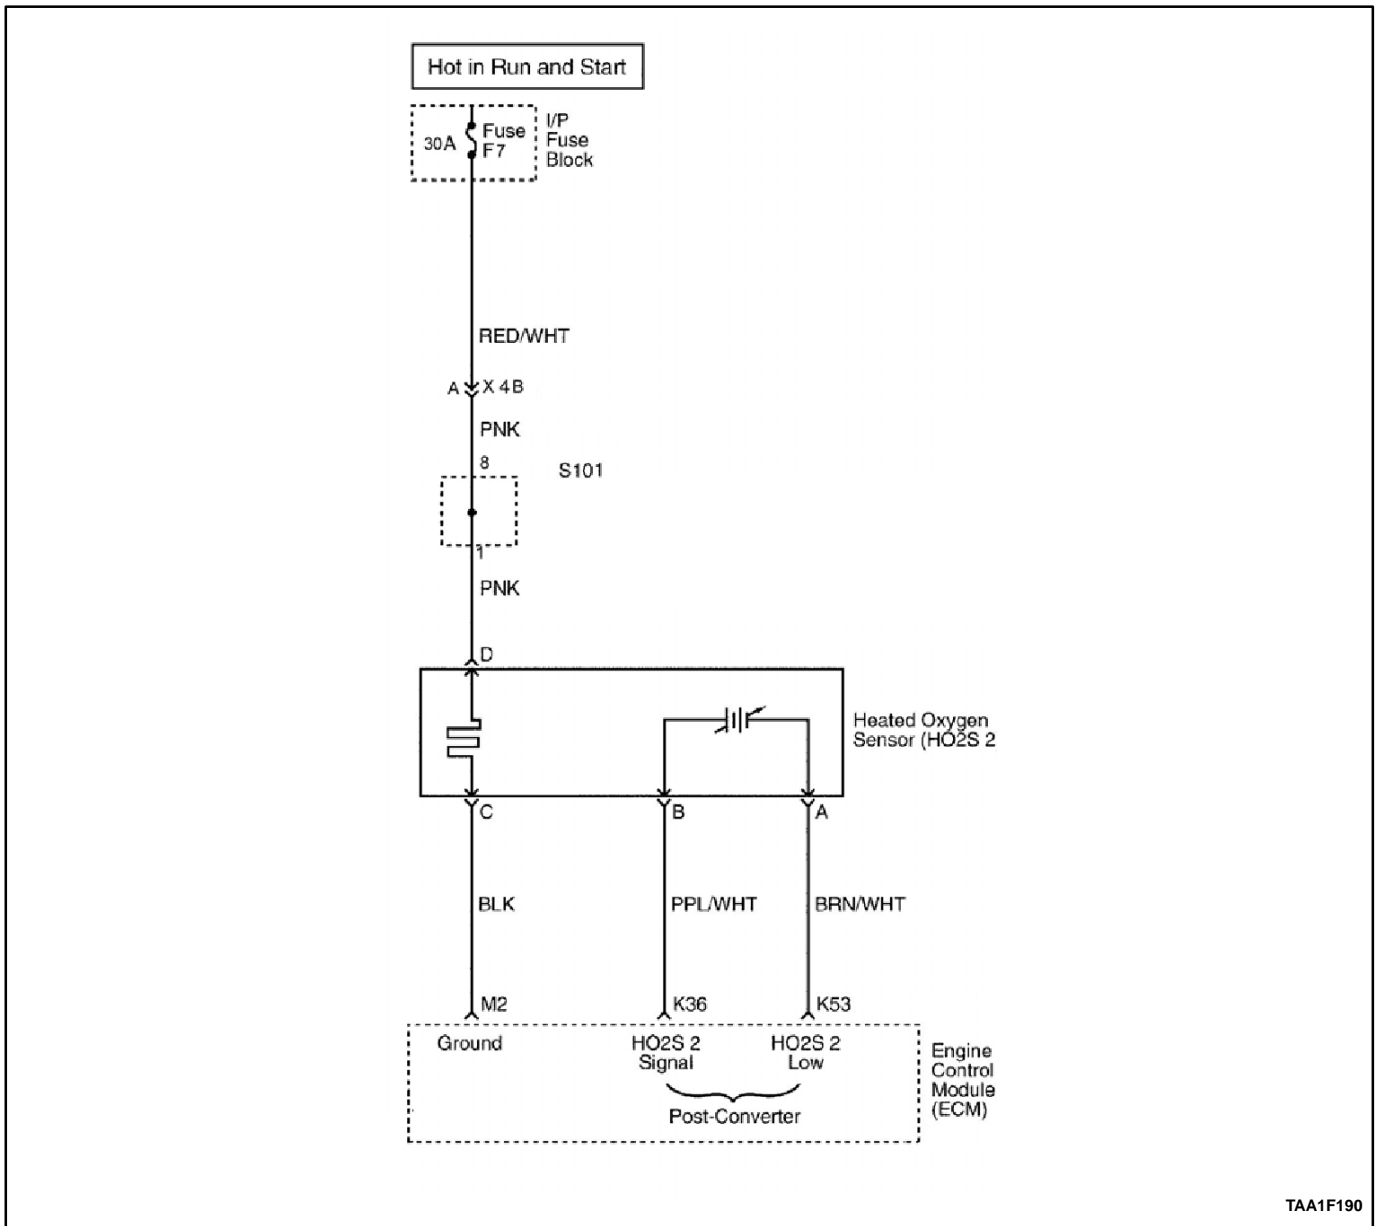 Hot in Run and Start
30A
Fuse
F7
I/P
Fuse
Block
RED/WHT
A X 4B
PNK
8
S101
1
PNK
D
Heated Oxygen
Sensor (HO2S 2
C
B
A
BLK
PPL/WHT
BRN/WHT
M2
K36
K53
Ground
HO2S 2
Signal
HO2S 2
Low
Post-Converter
Engine
Control
Module
(ECM)
TAA1F190